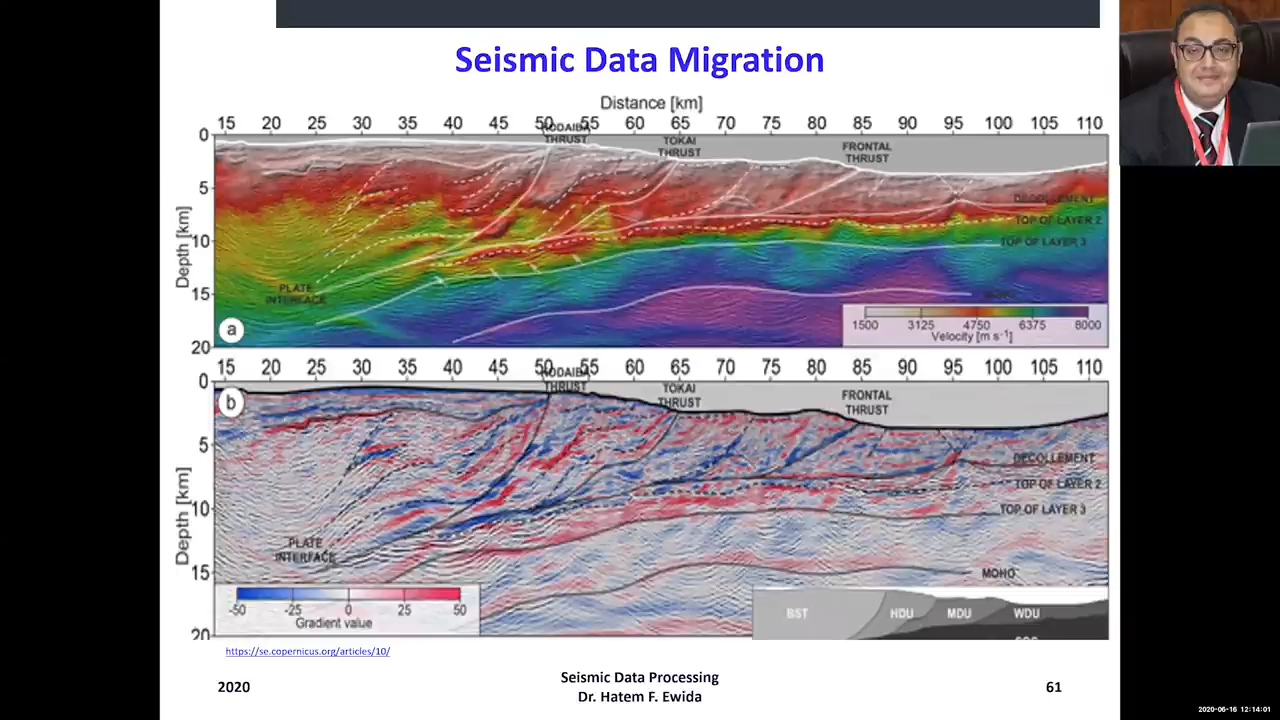 Seismic Data Migration
Distance [km]
15 20 25 30 35 40 45 50 55 60 65 70 75 80 85 90 95 100 105 110
KODAIBA
THRUST
TOKAI
THRUST
FRONTAL
THRUST
0
5
10
15
20
Depth [km]
DECOLLEMENT
TOP OF LAYER 2
TOP OF LAYER 3
PLATE
INTERFACE
MOHO
a
1500 3125 4750 6375 8000
Velocity [m s⁻¹]
15 20 25 30 35 40 45 50 55 60 65 70 75 80 85 90 95 100 105 110
KODAIBA
THRUST
TOKAI
THRUST
FRONTAL
THRUST
b
0
5
10
15
20
Depth [km]
DECOLLEMENT
TOP OF LAYER 2
TOP OF LAYER 3
PLATE
INTERFACE
MOHO
-50 -25 0 25 50
Gradient value
BST HDU MDU WDU
https://se.copernicus.org/articles/10/
2020
Seismic Data Processing
Dr. Hatem F. Ewida
61
2020-06-16 12:14:01